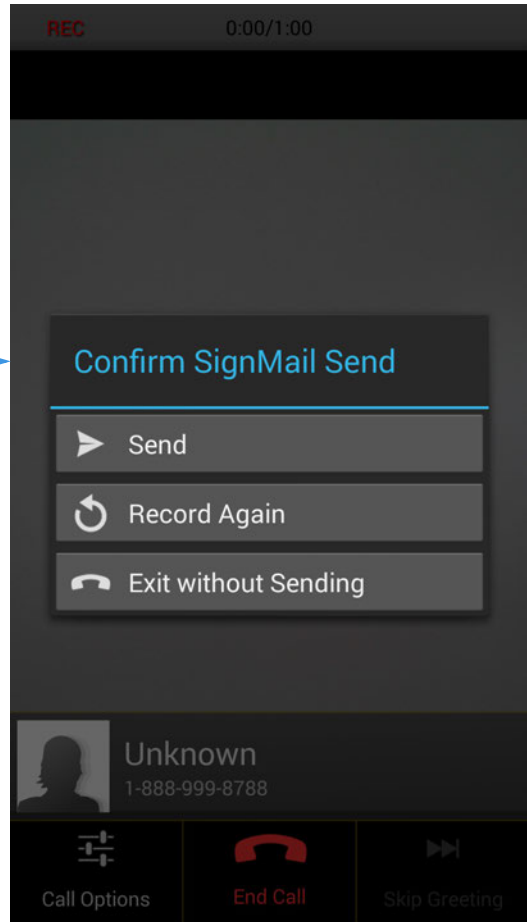 REC 0:00/1:00
Confirm SignMail Send
Send
Record Again
Exit without Sending
Unknown
1-888-999-8788
Call Options End Call Skip Greeting